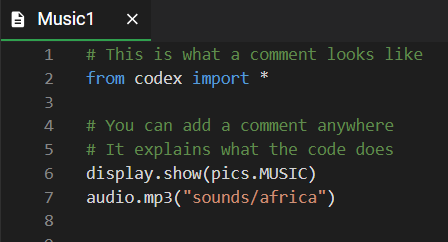 Music1
1 # This is what a comment looks like
2 from codex import *
3
4 # You can add a comment anywhere
5 # It explains what the code does
6 display.show(pics.MUSIC)
7 audio.mp3("sounds/africa")
8